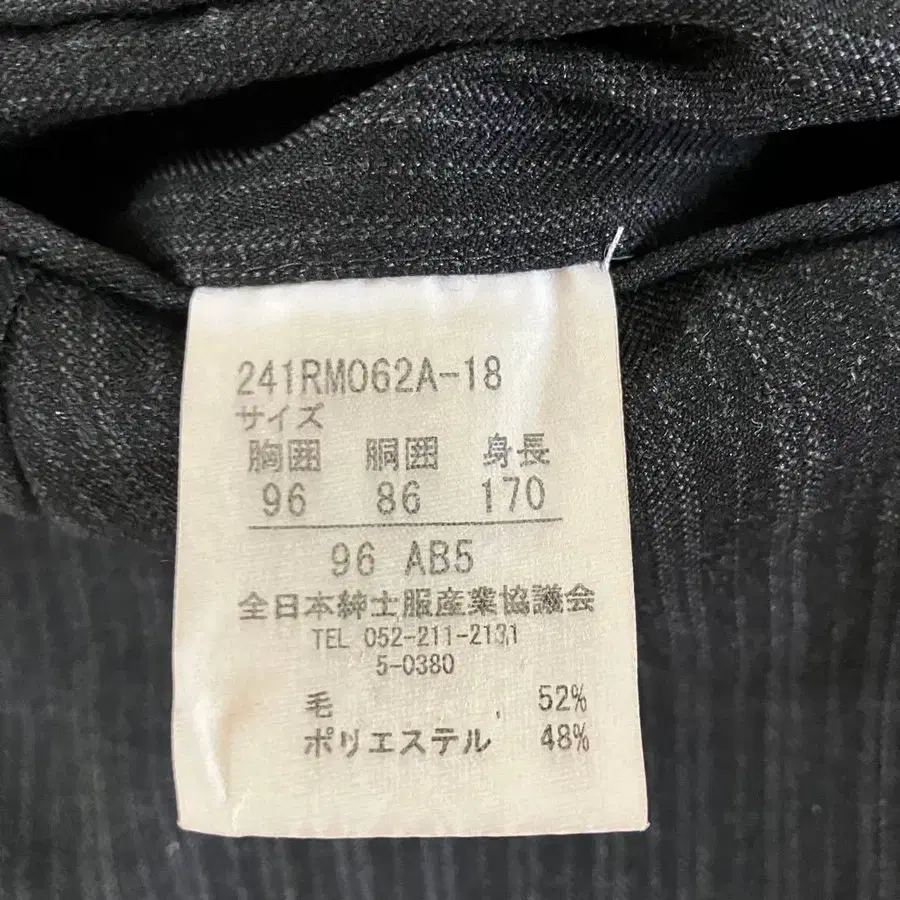 241RM062A-18
サイズ
胸囲 胴囲 身長
96 86 170
96 AB5
全日本紳士服産業協議会
TEL 052-211-2131
5-0380
毛 52%
ポリエステル 48%